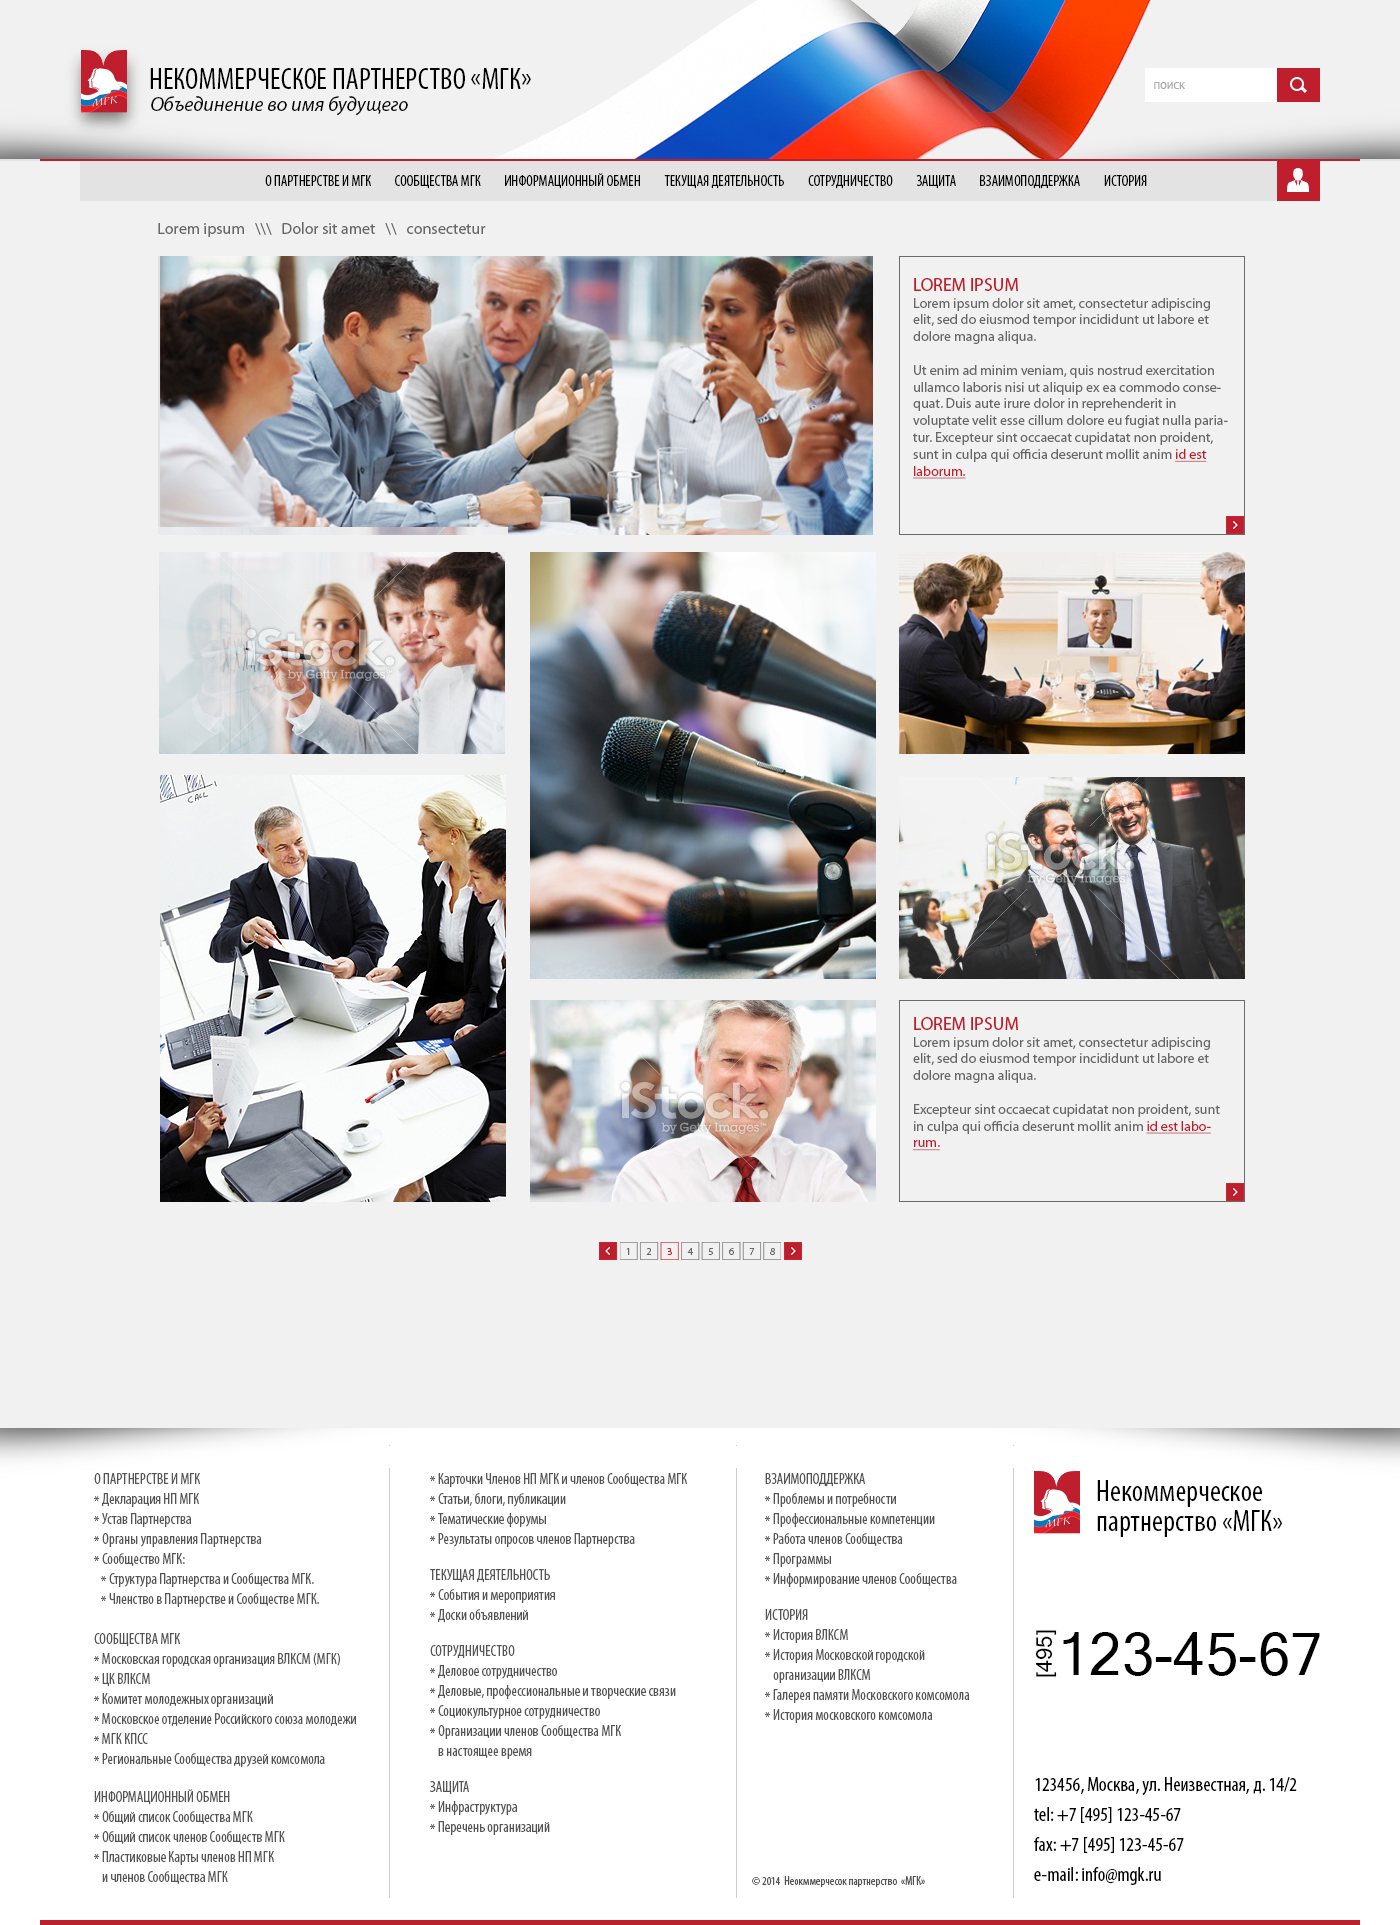 НЕКОММЕРЧЕСКОЕ ПАРТНЕРСТВО «МГК»
Объединение во имя будущего
МГК
поиск
О ПАРТНЕРСТВЕ И МГК СООБЩЕСТВА МГК ИНФОРМАЦИОННЫЙ ОБМЕН ТЕКУЩАЯ ДЕЯТЕЛЬНОСТЬ СОТРУДНИЧЕСТВО ЗАЩИТА ВЗАИМОПОДДЕРЖКА ИСТОРИЯ
Lorem ipsum \\\ Dolor sit amet \\ consectetur
LOREM IPSUM
Lorem ipsum dolor sit amet, consectetur adipiscing
elit, sed do eiusmod tempor incididunt ut labore et
dolore magna aliqua.
Ut enim ad minim veniam, quis nostrud exercitation
ullamco laboris nisi ut aliquip ex ea commodo conse-
quat. Duis aute irure dolor in reprehenderit in
voluptate velit esse cillum dolore eu fugiat nulla paria-
tur. Excepteur sint occaecat cupidatat non proident,
sunt in culpa qui officia deserunt mollit anim id est
laborum.
iStock.
by Getty Images
CALL
iStock.
by Getty Images
iStock.
by Getty Images™
LOREM IPSUM
Lorem ipsum dolor sit amet, consectetur adipiscing
elit, sed do eiusmod tempor incididunt ut labore et
dolore magna aliqua.
Excepteur sint occaecat cupidatat non proident, sunt
in culpa qui officia deserunt mollit anim id est labo-
rum.
1 2 3 4 5 6 7 8
О ПАРТНЕРСТВЕ И МГК
* Декларация НП МГК
* Устав Партнерства
* Органы управления Партнерства
* Сообщество МГК:
* Структура Партнерства и Сообщества МГК.
* Членство в Партнерстве и Сообществе МГК.
СООБЩЕСТВА МГК
* Московская городская организация ВЛКСМ (МГК)
* ЦК ВЛКСМ
* Комитет молодежных организаций
* Московское отделение Российского союза молодежи
* МГК КПСС
* Региональные Сообщества друзей комсомола
ИНФОРМАЦИОННЫЙ ОБМЕН
* Общий список Сообщества МГК
* Общий список членов Сообществ МГК
* Пластиковые Карты членов НП МГК
и членов Сообщества МГК
* Карточки Членов НП МГК и членов Сообщества МГК
* Статьи, блоги, публикации
* Тематические форумы
* Результаты опросов членов Партнерства
ТЕКУЩАЯ ДЕЯТЕЛЬНОСТЬ
* События и мероприятия
* Доски объявлений
СОТРУДНИЧЕСТВО
* Деловое сотрудничество
* Деловые, профессиональные и творческие связи
* Социокультурное сотрудничество
* Организации членов Сообщества МГК
в настоящее время
ЗАЩИТА
* Инфраструктура
* Перечень организаций
ВЗАИМОПОДДЕРЖКА
* Проблемы и потребности
* Профессиональные компетенции
* Работа членов Сообщества
* Программы
* Информирование членов Сообщества
ИСТОРИЯ
* История ВЛКСМ
* История Московской городской
организации ВЛКСМ
* Галерея памяти Московского комсомола
* История московского комсомола
© 2014 Неокммерчесок партнерство «МГК»
МГК
Некоммерческое
партнерство «МГК»
[495] 123-45-67
123456, Москва, ул. Неизвестная, д. 14/2
tel: +7 [495] 123-45-67
fax: +7 [495] 123-45-67
e-mail: info@mgk.ru